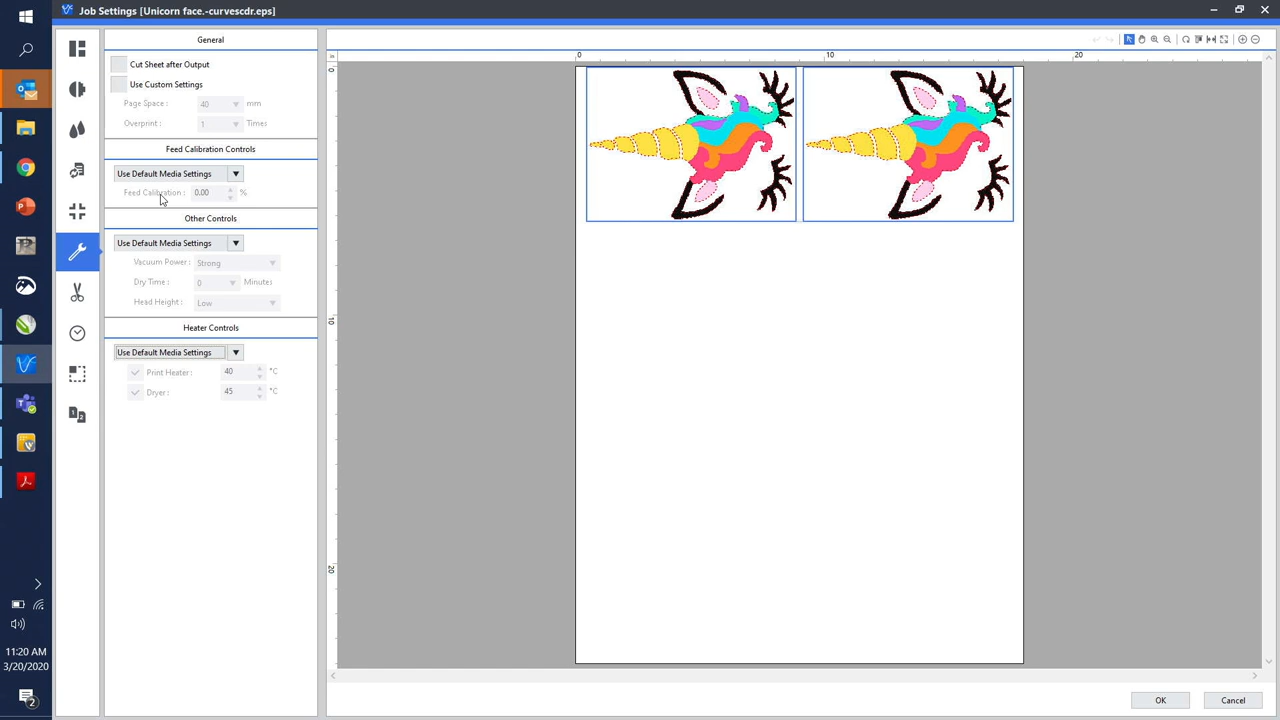 Job Settings [Unicorn face.-curvescdr.eps]
General
Cut Sheet after Output
Use Custom Settings
Page Space : 40 mm
Overprint : 1 Times
Feed Calibration Controls
Use Default Media Settings
Feed Calibration : 0.00 %
Other Controls
Use Default Media Settings
Vacuum Power : Strong
Dry Time : 0 Minutes
Head Height : Low
Heater Controls
Use Default Media Settings
Print Heater : 40 °C
Dryer : 45 °C
0 10 20
0
10
20
11:20 AM
3/20/2020
2
OK Cancel